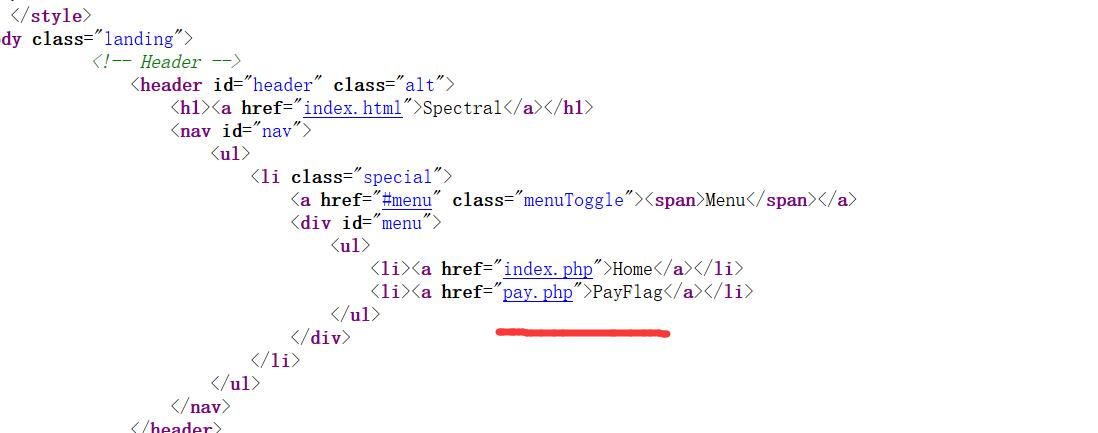 </style>
dy class="landing">
<!-- Header -->
<header id="header" class="alt">
<h1><a href="index.html">Spectral</a></h1>
<nav id="nav">
<ul>
<li class="special">
<a href="#menu" class="menuToggle"><span>Menu</span></a>
<div id="menu">
<ul>
<li><a href="index.php">Home</a></li>
<li><a href="pay.php">PayFlag</a></li>
</ul>
</div>
</li>
</ul>
</nav>
</header>